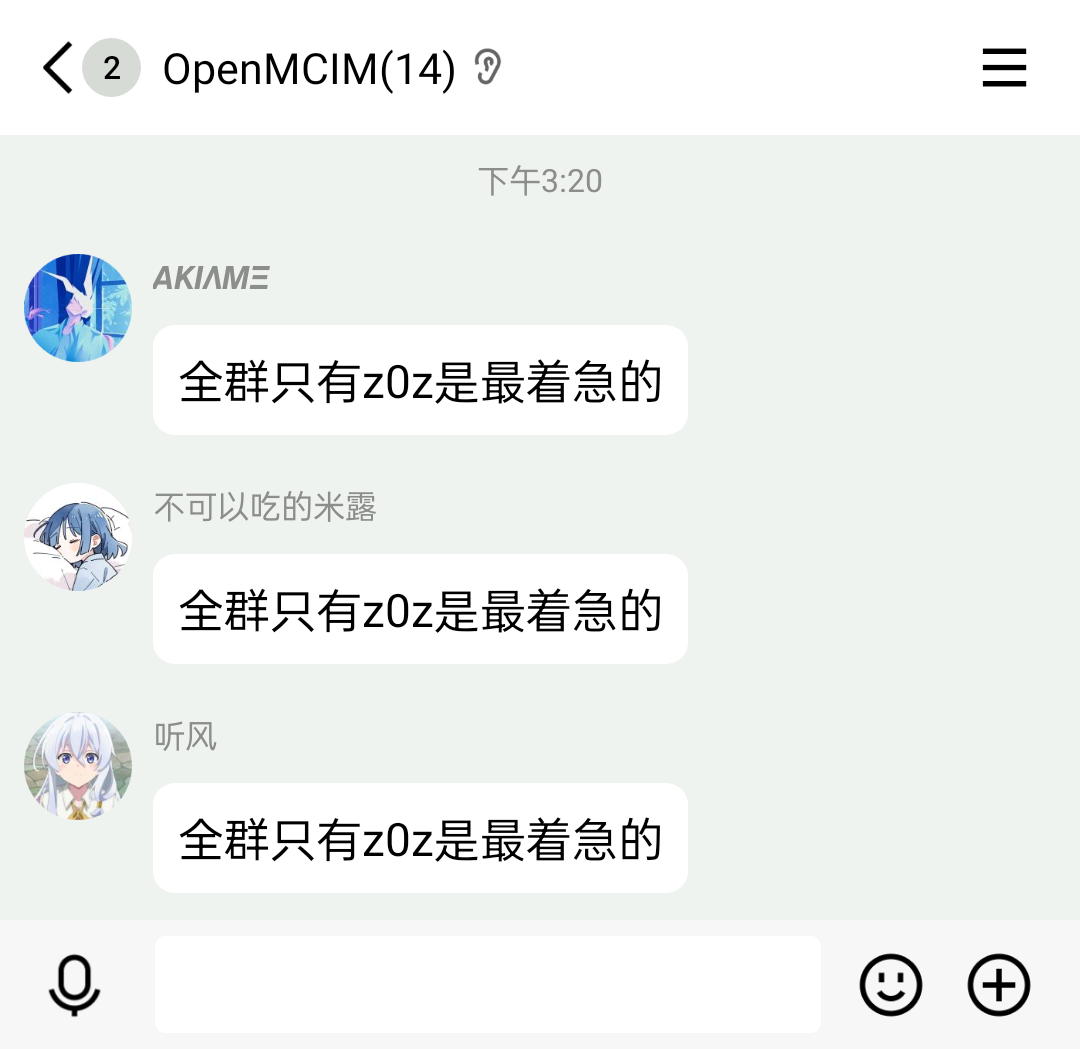 2 OpenMCIM(14)
下午3:20
AKIΛMΞ
全群只有z0z是最着急的
不可以吃的米露
全群只有z0z是最着急的
听风
全群只有z0z是最着急的